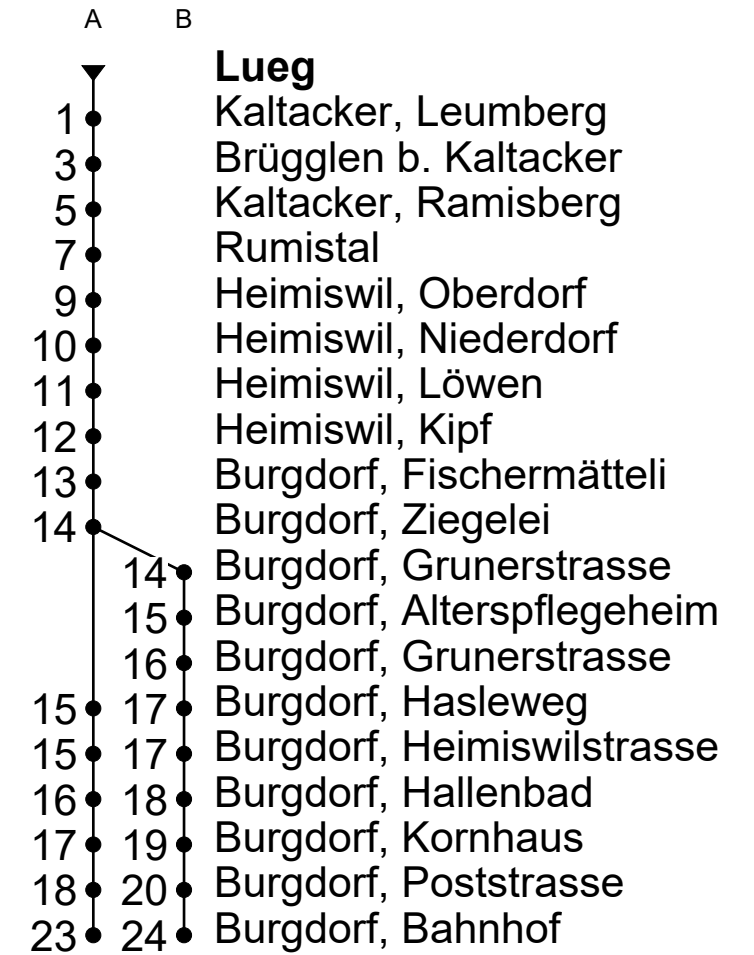 A B
Lueg
1 Kaltacker, Leumberg
3 Brügglen b. Kaltacker
5 Kaltacker, Ramisberg
7 Rumistal
9 Heimiswil, Oberdorf
10 Heimiswil, Niederdorf
11 Heimiswil, Löwen
12 Heimiswil, Kipf
13 Burgdorf, Fischermätteli
14 Burgdorf, Ziegelei
14 Burgdorf, Grunerstrasse
15 Burgdorf, Alterspflegeheim
16 Burgdorf, Grunerstrasse
15 17 Burgdorf, Hasleweg
15 17 Burgdorf, Heimiswilstrasse
16 18 Burgdorf, Hallenbad
17 19 Burgdorf, Kornhaus
18 20 Burgdorf, Poststrasse
23 24 Burgdorf, Bahnhof